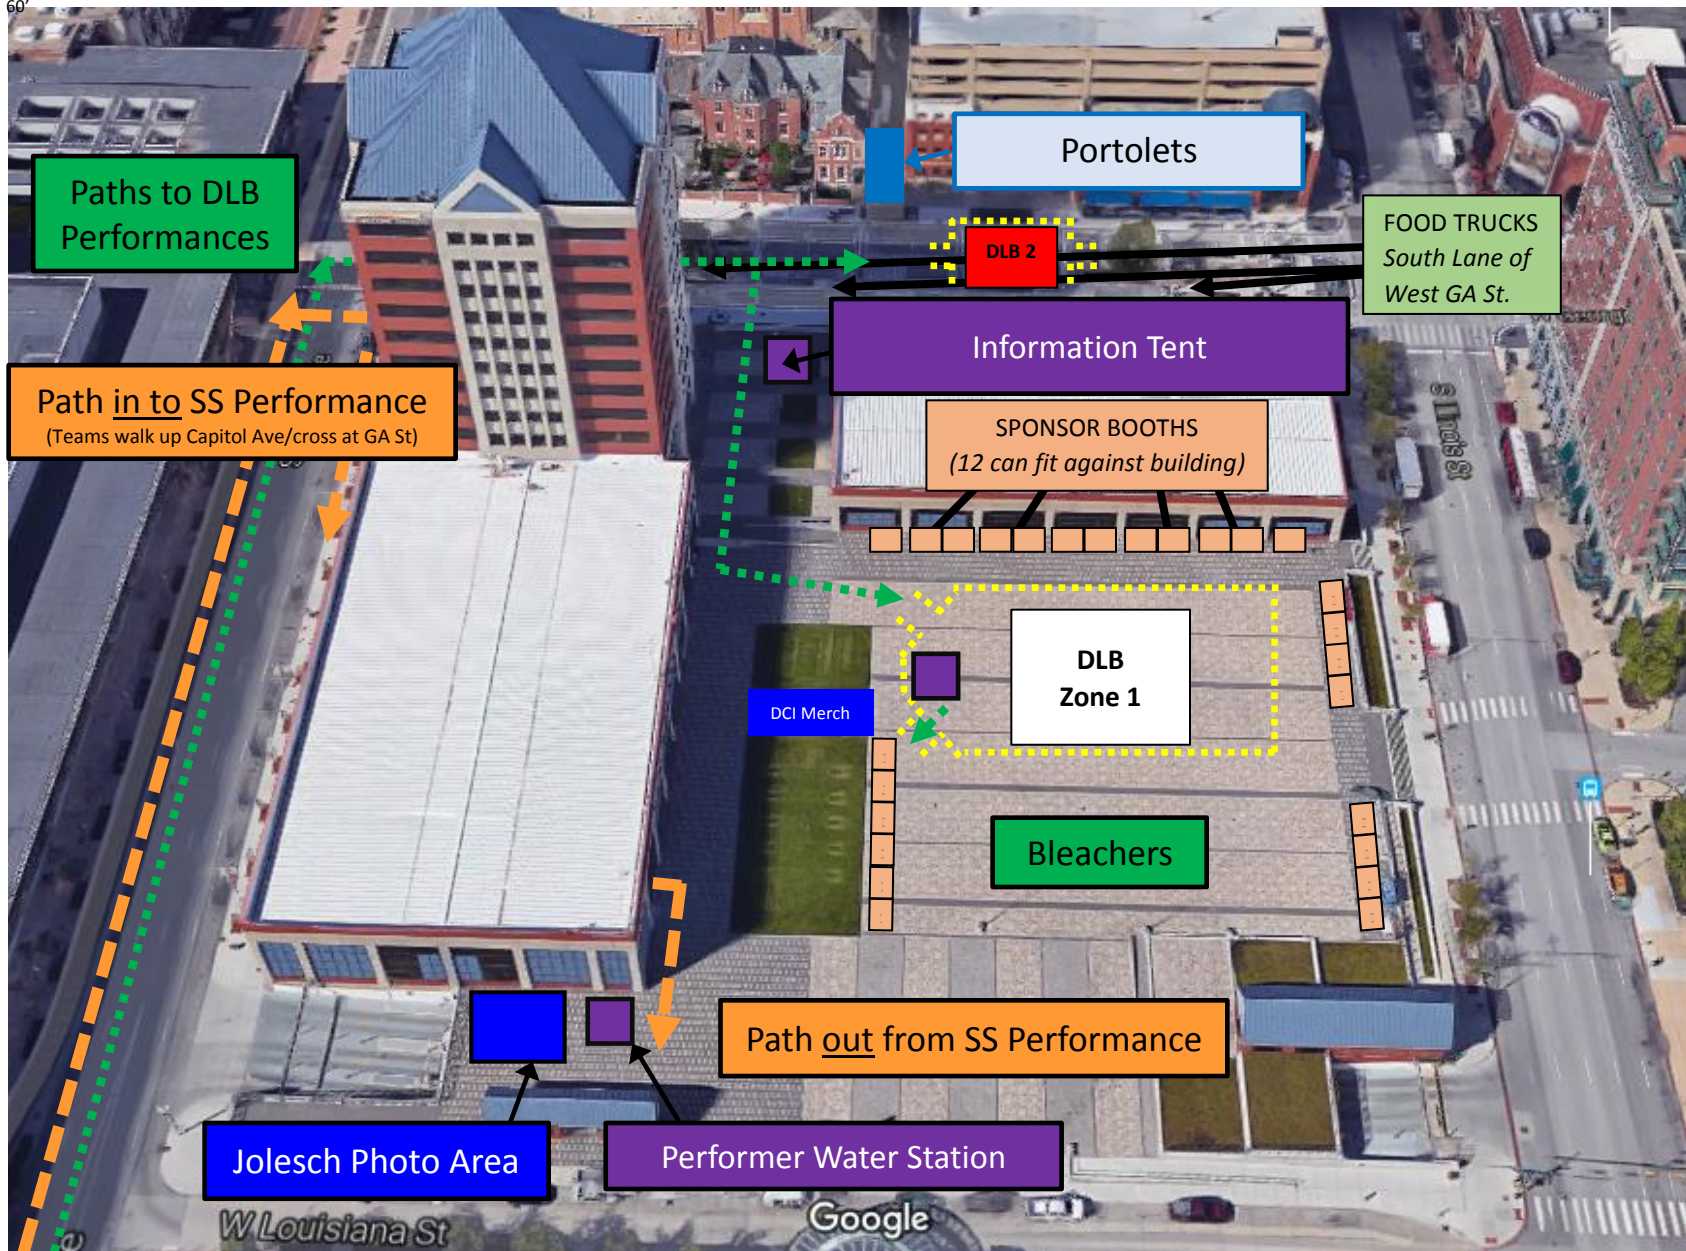 60'
Portolets
Paths to DLB
Performances
FOOD TRUCKS
South Lane of
West GA St.
DLB 2
Information Tent
Path in to SS Performance
(Teams walk up Capitol Ave/cross at GA St)
SPONSOR BOOTHS
(12 can fit against building)
S Illinois St
DLB
Zone 1
DCI Merch
Bleachers
Path out from SS Performance
Jolesch Photo Area
Performer Water Station
W Louisiana St
Google